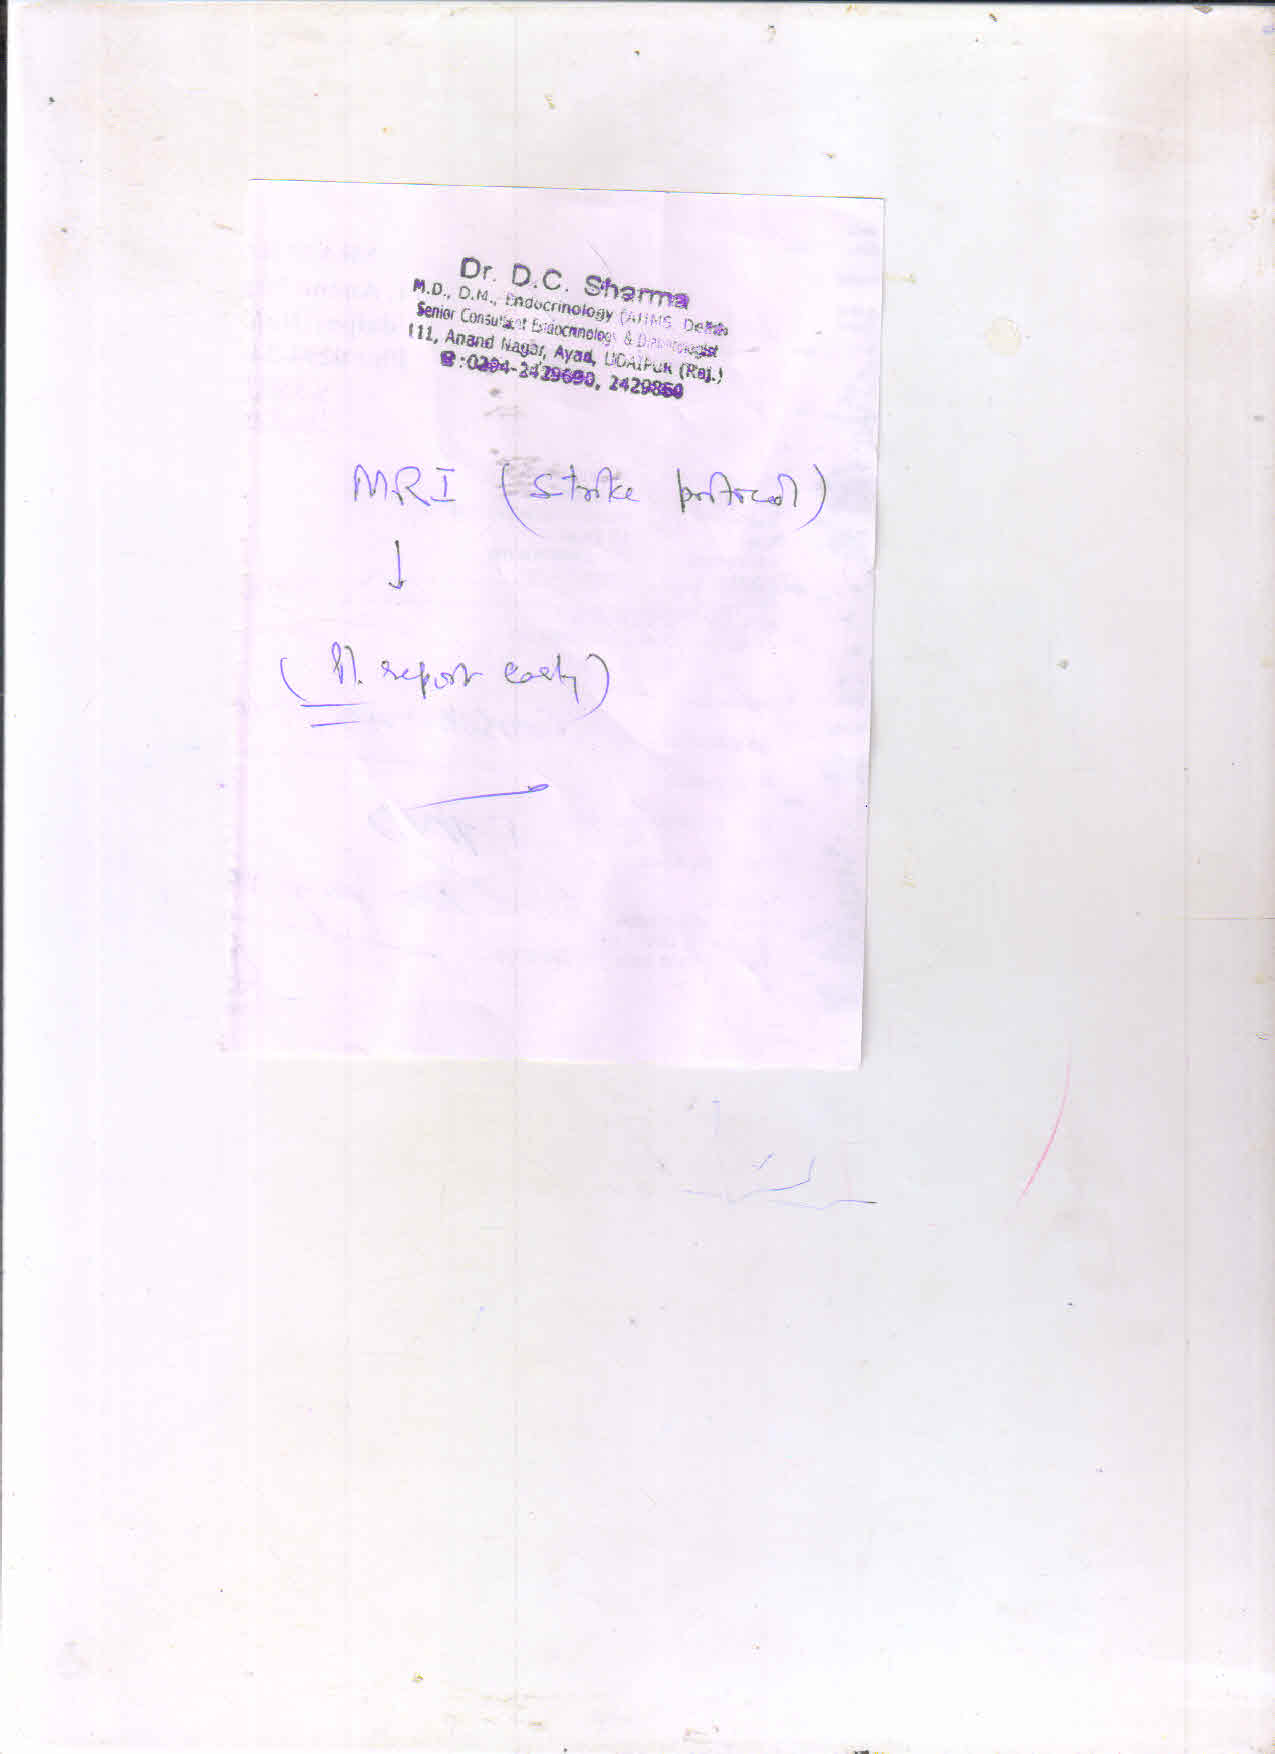 Dr. D.C. Sharma
M.D., D.M., Endocrinology (AIIMS, Delhi)
Senior Consultant Endocrinologist & Diabetologist
111, Anand Nagar, Ayad, UDAIPUR (Raj.)
☎:0294-2429690, 2429860
MRI (stroke protocol)
↓
(Pl. report early)